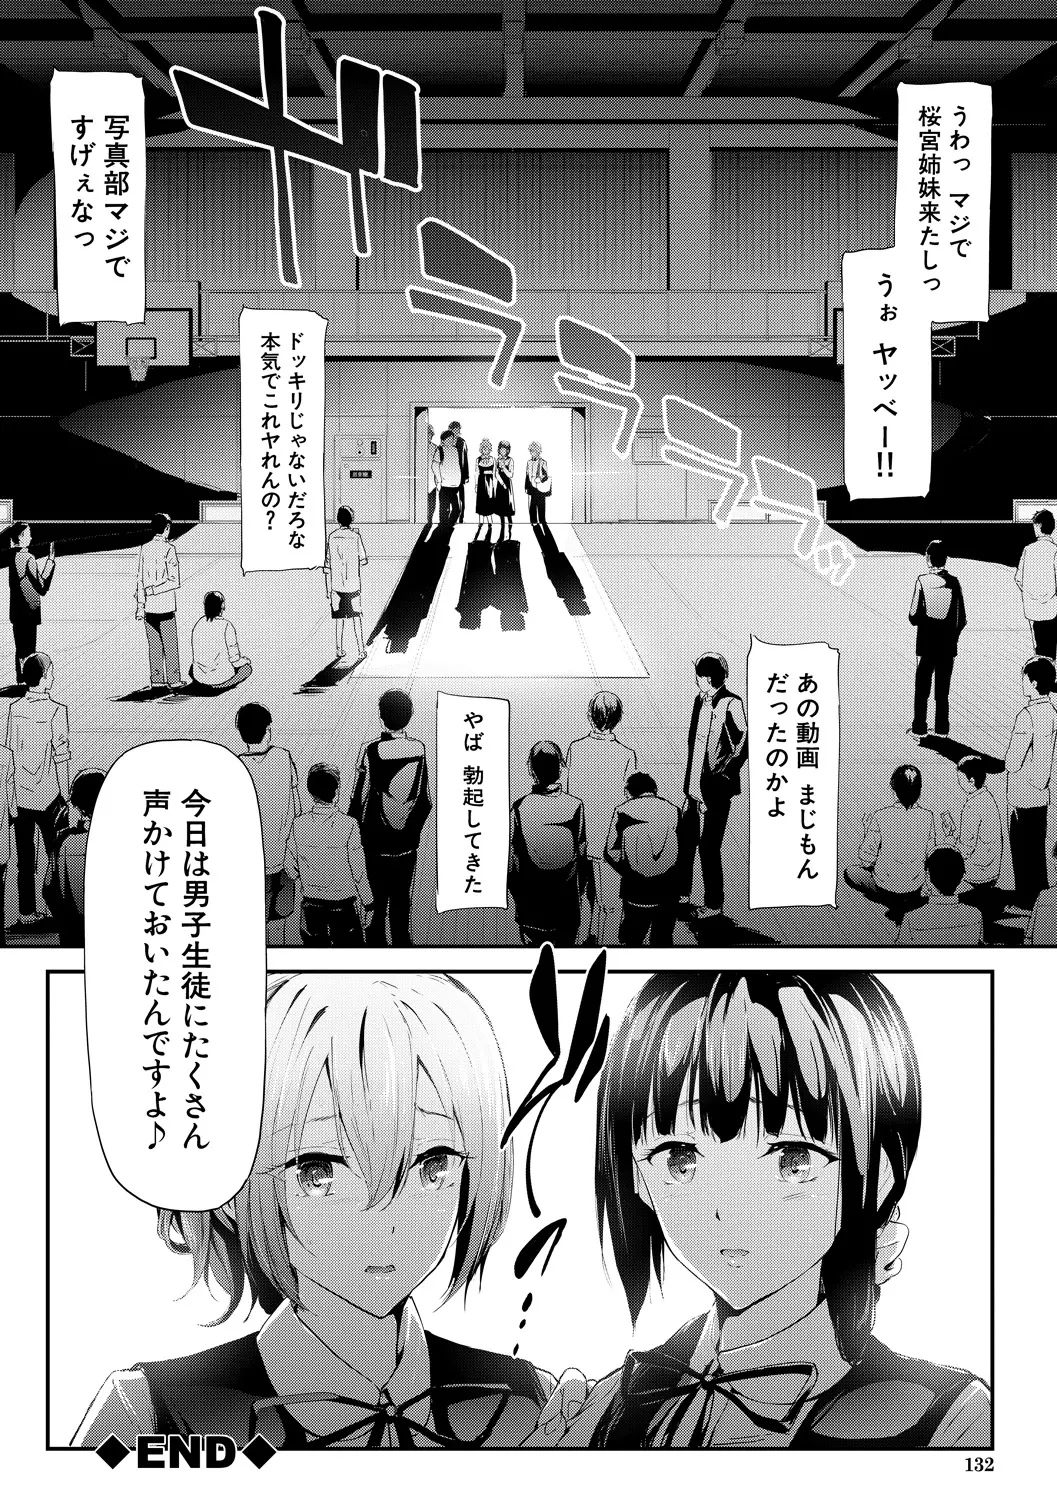 うわっ マジで
桜宮姉妹来たしっ
うぉ ヤッベー!!
写真部マジで
すげぇなっ
ドッキリじゃないだろな
本気でこれヤれんの?
あの動画 まじもん
だったのかよ
やば 勃起してきた
今日は男子生徒にたくさん
声かけておいたんですよ♪
◆END◆
132